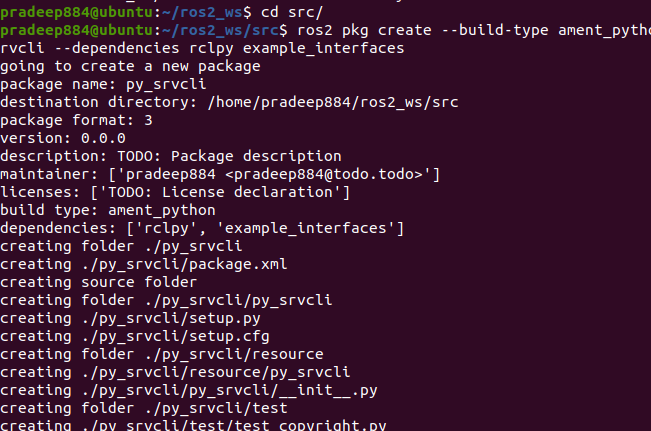 pradeep884@ubuntu:~/ros2_ws$ cd src/
pradeep884@ubuntu:~/ros2_ws/src$ ros2 pkg create --build-type ament_pytho
rvcli --dependencies rclpy example_interfaces
going to create a new package
package name: py_srvcli
destination directory: /home/pradeep884/ros2_ws/src
package format: 3
version: 0.0.0
description: TODO: Package description
maintainer: ['pradeep884 <pradeep884@todo.todo>']
licenses: ['TODO: License declaration']
build type: ament_python
dependencies: ['rclpy', 'example_interfaces']
creating folder ./py_srvcli
creating ./py_srvcli/package.xml
creating source folder
creating folder ./py_srvcli/py_srvcli
creating ./py_srvcli/setup.py
creating ./py_srvcli/setup.cfg
creating folder ./py_srvcli/resource
creating ./py_srvcli/resource/py_srvcli
creating ./py_srvcli/py_srvcli/__init__.py
creating folder ./py_srvcli/test
creating ./py_srvcli/test/test_copyright.py